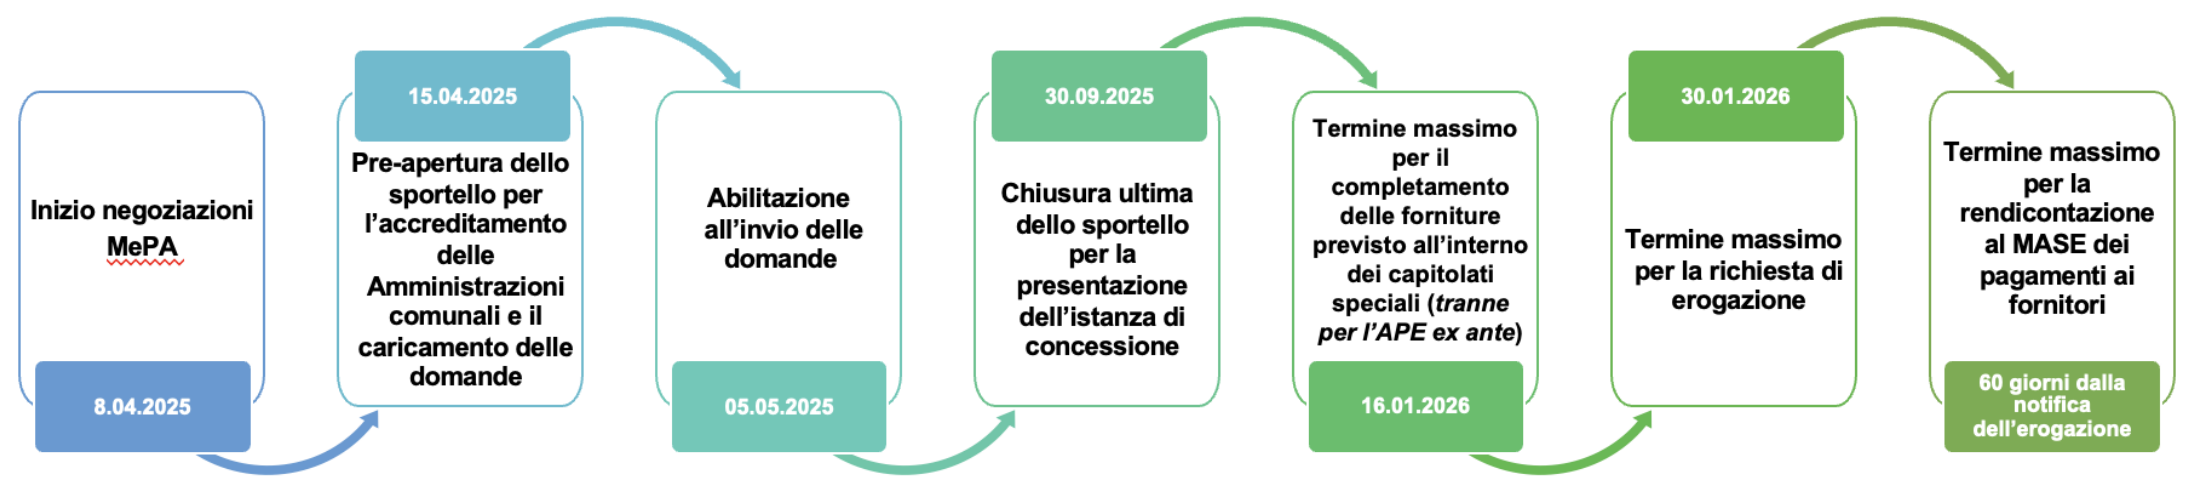 Inizio negoziazioni
MePA
8.04.2025
15.04.2025
Pre-apertura dello
sportello per
l’accreditamento
delle
Amministrazioni
comunali e il
caricamento delle
domande
Abilitazione
all’invio delle
domande
05.05.2025
30.09.2025
Chiusura ultima
dello sportello
per la
presentazione
dell’istanza di
concessione
Termine massimo
per il
completamento
delle forniture
previsto all’interno
dei capitolati
speciali (tranne
per l’APE ex ante)
16.01.2026
30.01.2026
Termine massimo
per la richiesta di
erogazione
Termine massimo
per la
rendicontazione
al MASE dei
pagamenti ai
fornitori
60 giorni dalla
notifica
dell’erogazione